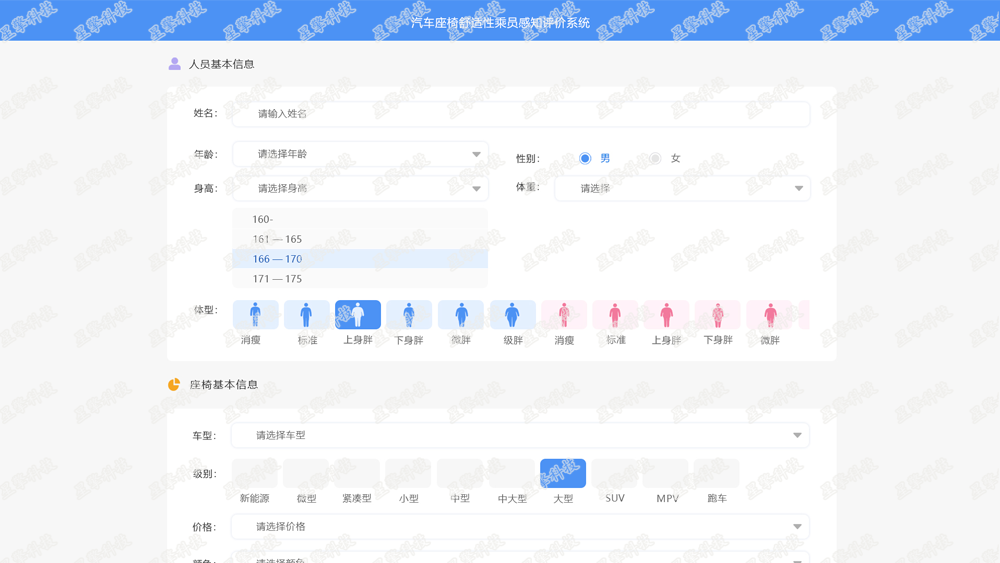 汽车座椅舒适性乘员感知评价系统
人员基本信息
姓名: 请输入姓名
年龄: 请选择年龄 性别: 男 女
身高: 请选择身高 体重: 请选择
160-
161 — 165
166 — 170
171 — 175
体型:
消瘦 标准 上身胖 下身胖 微胖 级胖 消瘦 标准 上身胖 下身胖 微胖
座椅基本信息
车型: 请选择车型
级别:
新能源 微型 紧凑型 小型 中型 中大型 大型 SUV MPV 跑车
价格: 请选择价格
颜色: 请选择颜色